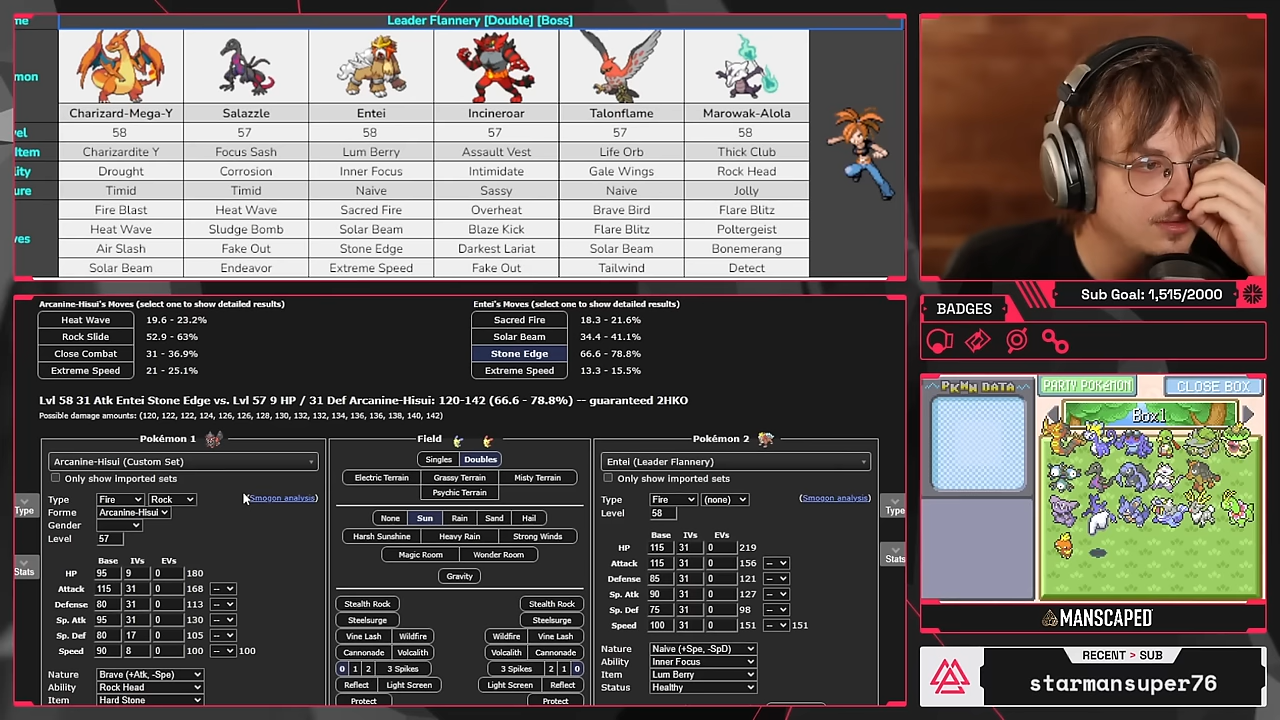 me Leader Flannery [Double] [Boss]
mon
Charizard-Mega-Y Salazzle Entei Incineroar Talonflame Marowak-Alola
vel 58 57 58 57 57 58
Item Charizardite Y Focus Sash Lum Berry Assault Vest Life Orb Thick Club
lity Drought Corrosion Inner Focus Intimidate Gale Wings Rock Head
ure Timid Timid Naive Sassy Naive Jolly
Fire Blast Heat Wave Sacred Fire Overheat Brave Bird Flare Blitz
ves Heat Wave Sludge Bomb Solar Beam Blaze Kick Flare Blitz Poltergeist
Air Slash Fake Out Stone Edge Darkest Lariat Solar Beam Bonemerang
Solar Beam Endeavor Extreme Speed Fake Out Tailwind Detect
Arcanine-Hisui's Moves (select one to show detailed results) Entei's Moves (select one to show detailed results)
Heat Wave 19.6 - 23.2% Sacred Fire 18.3 - 21.6%
Rock Slide 52.9 - 63% Solar Beam 34.4 - 41.1%
Close Combat 31 - 36.9% Stone Edge 66.6 - 78.8%
Extreme Speed 21 - 25.1% Extreme Speed 13.3 - 15.5%
Lvl 58 31 Atk Entei Stone Edge vs. Lvl 57 9 HP / 31 Def Arcanine-Hisui: 120-142 (66.6 - 78.8%) -- guaranteed 2HKO
Possible damage amounts: (120, 122, 122, 124, 126, 126, 128, 130, 132, 132, 134, 136, 136, 138, 140, 142)
Pokémon 1
Arcanine-Hisui (Custom Set)
Only show imported sets
Type Fire Rock (Smogon analysis)
Forme Arcanine-Hisui
Gender
Level 57
Base IVs EVs
HP 95 9 0 180
Attack 115 31 0 168 --
Defense 80 31 0 113 --
Sp. Atk 95 31 0 130 --
Sp. Def 80 17 0 105 --
Speed 90 8 0 100 -- 100
Nature Brave (+Atk, -Spe)
Ability Rock Head
Item Hard Stone
Type
Stats
Field
Singles Doubles
Electric Terrain Grassy Terrain Misty Terrain
Psychic Terrain
None Sun Rain Sand Hail
Harsh Sunshine Heavy Rain Strong Winds
Magic Room Wonder Room
Gravity
Stealth Rock Stealth Rock
Steelsurge Steelsurge
Vine Lash Wildfire Wildfire Vine Lash
Cannonade Volcalith Volcalith Cannonade
0 1 2 3 Spikes 3 Spikes 2 1 0
Reflect Light Screen Light Screen Reflect
Protect Protect
Pokémon 2
Entei (Leader Flannery)
Only show imported sets
Type Fire (none) (Smogon analysis)
Level 58
Base IVs EVs
HP 115 31 0 219
Attack 115 31 0 156 --
Defense 85 31 0 121 --
Sp. Atk 90 31 0 127 --
Sp. Def 75 31 0 98 --
Speed 100 31 0 151 -- 151
Nature Naive (+Spe, -SpD)
Ability Inner Focus
Item Lum Berry
Status Healthy
Type
Stats
Sub Goal: 1,515/2000
BADGES
PKMN DATA PARTY POKéMON CLOSE BOX
Box1
MANSCAPED
RECENT > SUB
starmansuper76